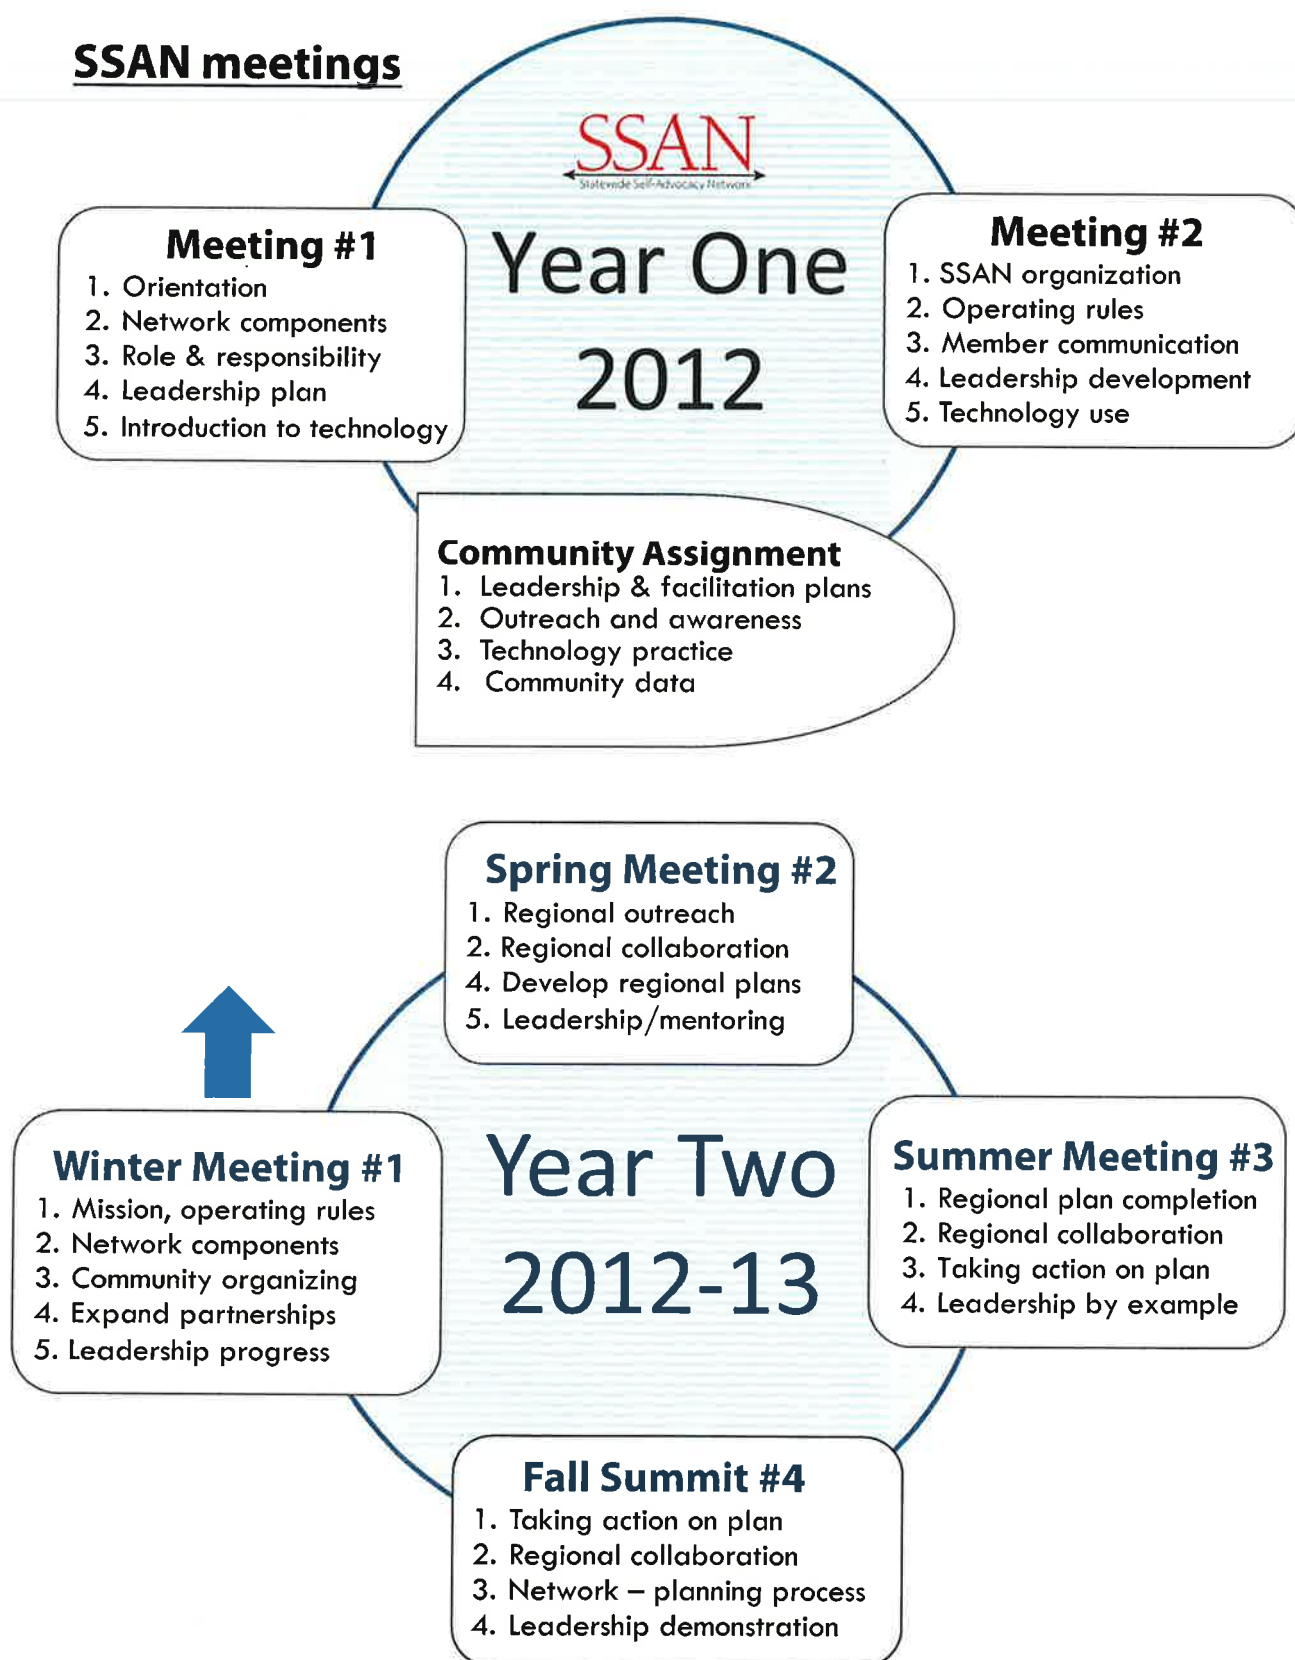 SSAN meetings
SSAN
Statewide Self-Advocacy Network
Year One
2012
Meeting #1
1. Orientation
2. Network components
3. Role & responsibility
4. Leadership plan
5. Introduction to technology
Meeting #2
1. SSAN organization
2. Operating rules
3. Member communication
4. Leadership development
5. Technology use
Community Assignment
1. Leadership & facilitation plans
2. Outreach and awareness
3. Technology practice
4. Community data
Spring Meeting #2
1. Regional outreach
2. Regional collaboration
4. Develop regional plans
5. Leadership/mentoring
Winter Meeting #1
1. Mission, operating rules
2. Network components
3. Community organizing
4. Expand partnerships
5. Leadership progress
Year Two
2012-13
Summer Meeting #3
1. Regional plan completion
2. Regional collaboration
3. Taking action on plan
4. Leadership by example
Fall Summit #4
1. Taking action on plan
2. Regional collaboration
3. Network – planning process
4. Leadership demonstration